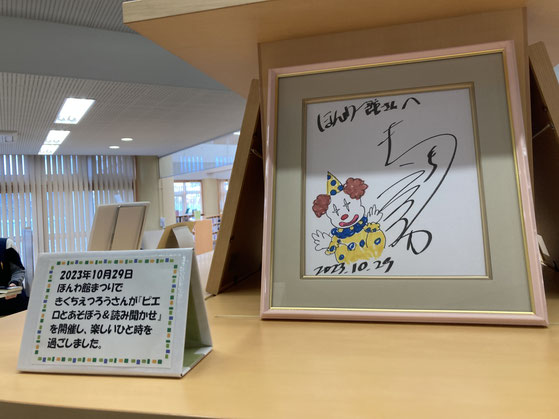 2023年10月29日
ほんわ館まつりで
きくちえつろうさんが「ピエ
ロとあそぼう&読み聞かせ」
を開催し、楽しいひと時を
過ごしました。
ほんわ館さんへ
2023.10.29